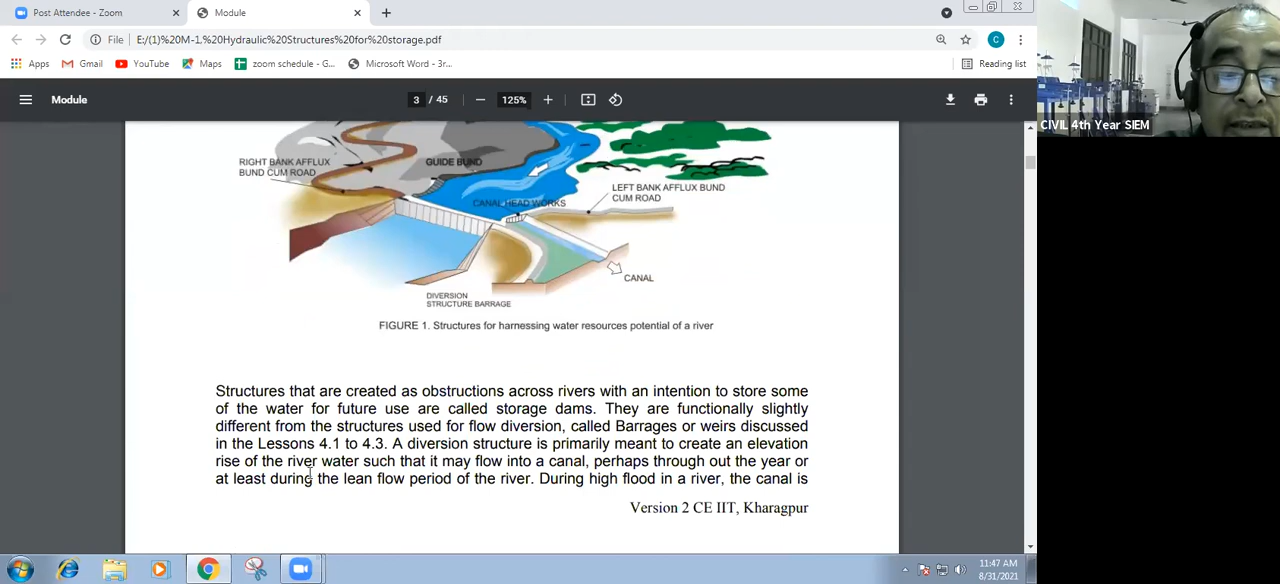 Post Attendee - Zoom
Module
File
E:/(1)%20M-1.%20Hydraulic%20Structures%20for%20storage.pdf
C
Apps
Gmail
YouTube
Maps
zoom schedule - G...
Microsoft Word - 3r...
Reading list
Module
3 / 45
125%
CIVIL 4th Year SIEM
RIGHT BANK AFFLUX
BUND CUM ROAD
GUIDE BUND
LEFT BANK AFFLUX BUND
CUM ROAD
CANAL HEAD WORKS
CANAL
DIVERSION
STRUCTURE BARRAGE
FIGURE 1. Structures for harnessing water resources potential of a river
Structures that are created as obstructions across rivers with an intention to store some
of the water for future use are called storage dams. They are functionally slightly
different from the structures used for flow diversion, called Barrages or weirs discussed
in the Lessons 4.1 to 4.3. A diversion structure is primarily meant to create an elevation
rise of the river water such that it may flow into a canal, perhaps through out the year or
at least during the lean flow period of the river. During high flood in a river, the canal is
Version 2 CE IIT, Kharagpur
11:47 AM
8/31/2021